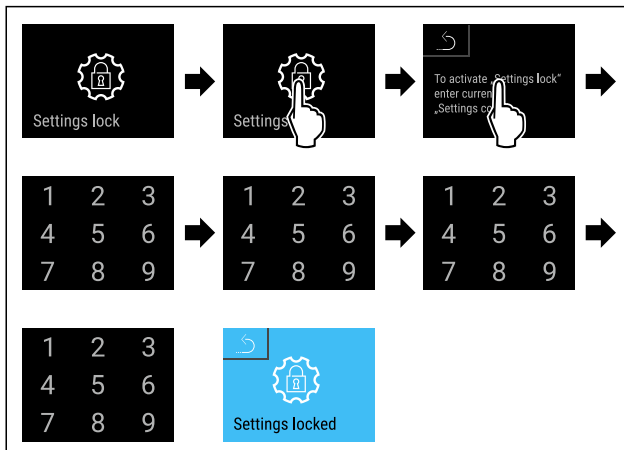 Settings lock
Settings
To activate „Settings lock“
enter curren
„Settings co
1 2 3
4 5 6
7 8 9
1 2 3
4 5 6
7 8 9
1 2 3
4 5 6
7 8 9
1 2 3
4 5 6
7 8 9
Settings locked